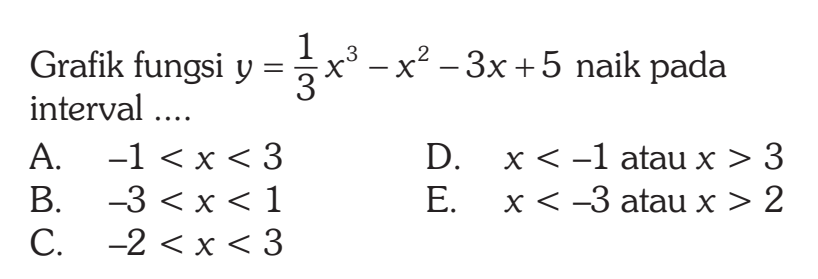 Grafik fungsi y = 1/3 x³ – x² – 3x + 5 naik pada
interval ....
A. –1 < x < 3
B. –3 < x < 1
C. –2 < x < 3
D. x < –1 atau x > 3
E. x < –3 atau x > 2